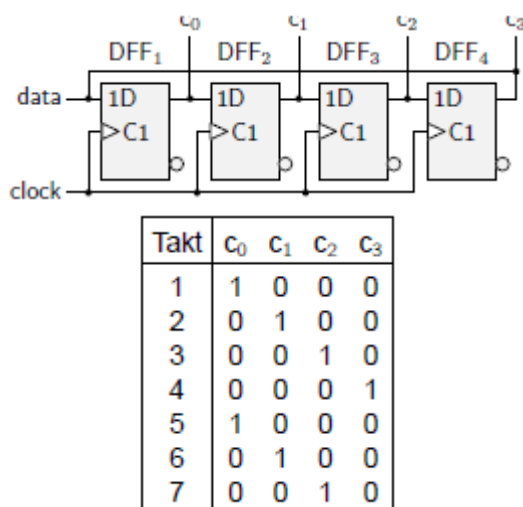 c₀ c₁ c₂ c₃
DFF₁ DFF₂ DFF₃ DFF₄
data 1D 1D 1D 1D
C1 C1 C1 C1
clock
Takt c₀ c₁ c₂ c₃
1 1 0 0 0
2 0 1 0 0
3 0 0 1 0
4 0 0 0 1
5 1 0 0 0
6 0 1 0 0
7 0 0 1 0